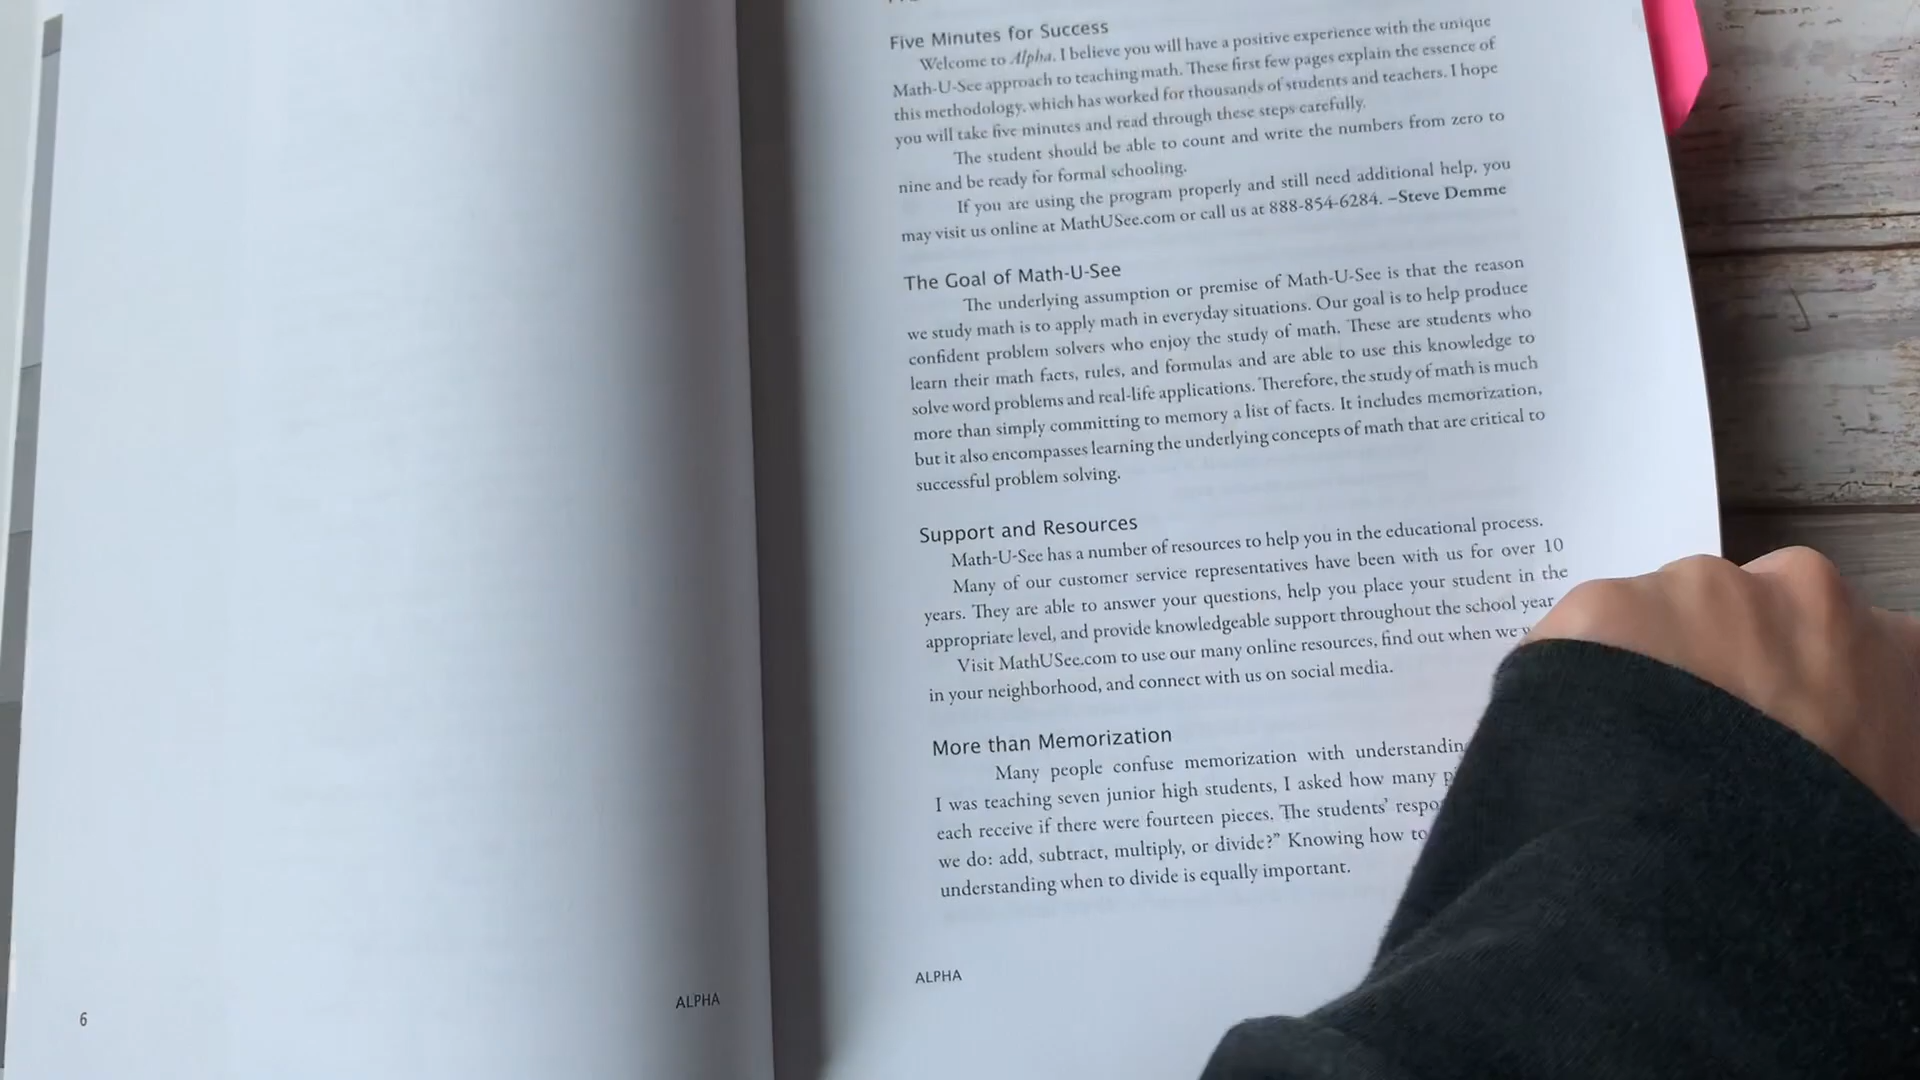 6
ALPHA
Five Minutes for Success
Welcome to Alpha. I believe you will have a positive experience with the unique
Math-U-See approach to teaching math. These first few pages explain the essence of
this methodology, which has worked for thousands of students and teachers. I hope
you will take five minutes and read through these steps carefully.
The student should be able to count and write the numbers from zero to
nine and be ready for formal schooling.
If you are using the program properly and still need additional help, you
may visit us online at MathUSee.com or call us at 888-854-6284. –Steve Demme
The Goal of Math-U-See
The underlying assumption or premise of Math-U-See is that the reason
we study math is to apply math in everyday situations. Our goal is to help produce
confident problem solvers who enjoy the study of math. These are students who
learn their math facts, rules, and formulas and are able to use this knowledge to
solve word problems and real-life applications. Therefore, the study of math is much
more than simply committing to memory a list of facts. It includes memorization,
but it also encompasses learning the underlying concepts of math that are critical to
successful problem solving.
Support and Resources
Math-U-See has a number of resources to help you in the educational process.
Many of our customer service representatives have been with us for over 10
years. They are able to answer your questions, help you place your student in the
appropriate level, and provide knowledgeable support throughout the school year
Visit MathUSee.com to use our many online resources, find out when we
in your neighborhood, and connect with us on social media.
More than Memorization
Many people confuse memorization with
I was teaching seven junior high students, I asked how many
each receive if there were fourteen pieces. The students'
we do: add, subtract, multiply, or divide?" Knowing how to
understanding when to divide is equally important.
ALPHA